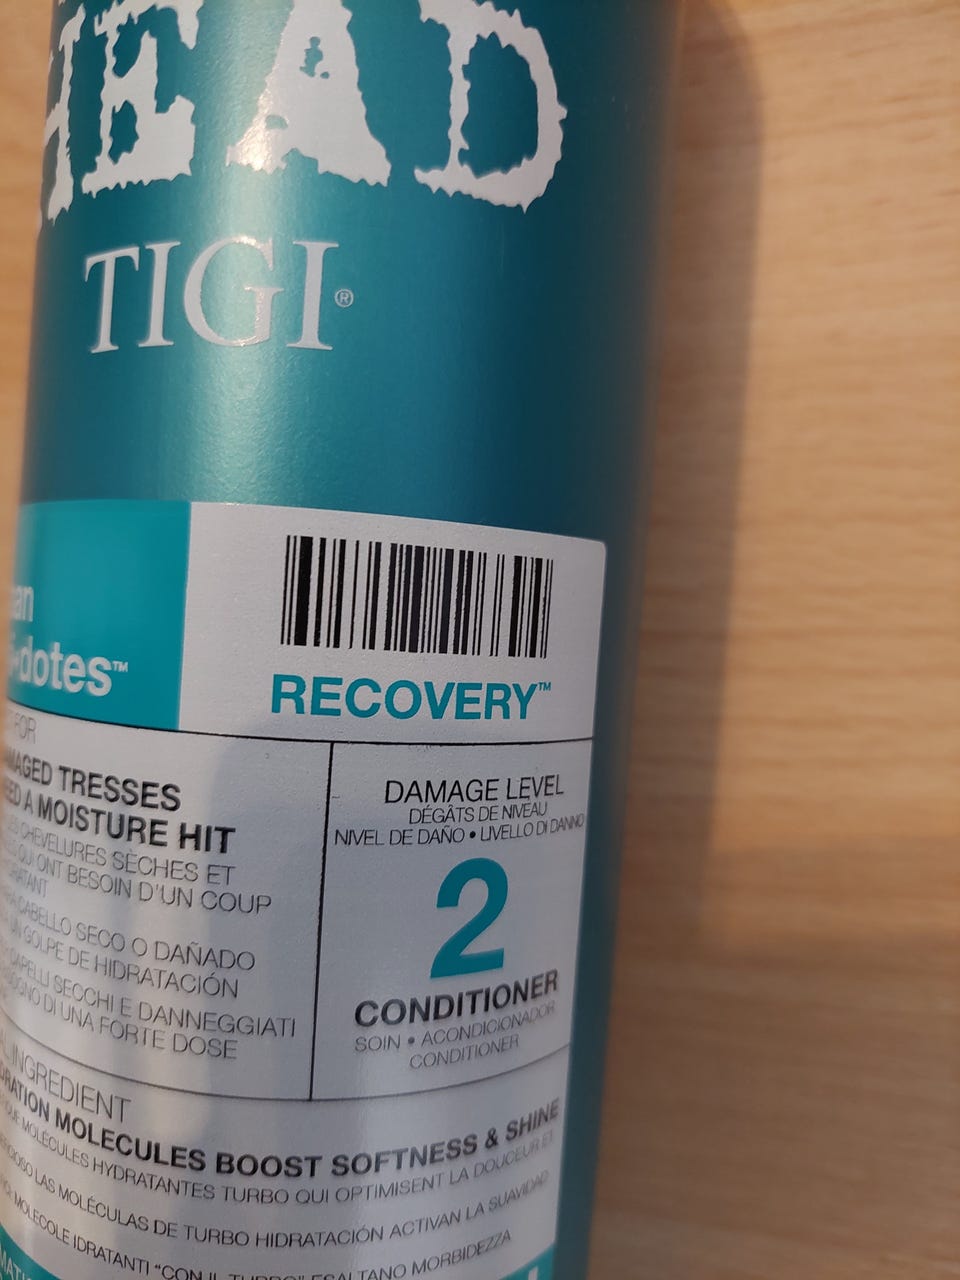 HEAD
TIGI®
-dotes™
RECOVERY™
FOR
TRESSES
A MOISTURE HIT
CHEVELURES SÈCHES ET
QUI ONT BESOIN D'UN COUP
CABELLO SECO O DAÑADO
UN GOLPE DE HIDRATACIÓN
CAPELLI SECCHI E DANNEGGIATI
DI UNA FORTE DOSE
DAMAGE LEVEL
DÉGÂTS DE NIVEAU
NIVEL DE DAÑO • LIVELLO DI DANNO
2
CONDITIONER
SOIN • ACONDICIONADOR
CONDITIONER
INGREDIENT
MOLECULES BOOST SOFTNESS & SHINE
MOLÉCULES HYDRATANTES TURBO QUI OPTIMISENT LA DOUCEUR ET
LAS MOLÉCULAS DE TURBO HIDRATACIÓN ACTIVAN LA SUAVIDAD
MOLECOLE IDRATANTI "CON IL TURBO" ESALTANO MORBIDEZZA